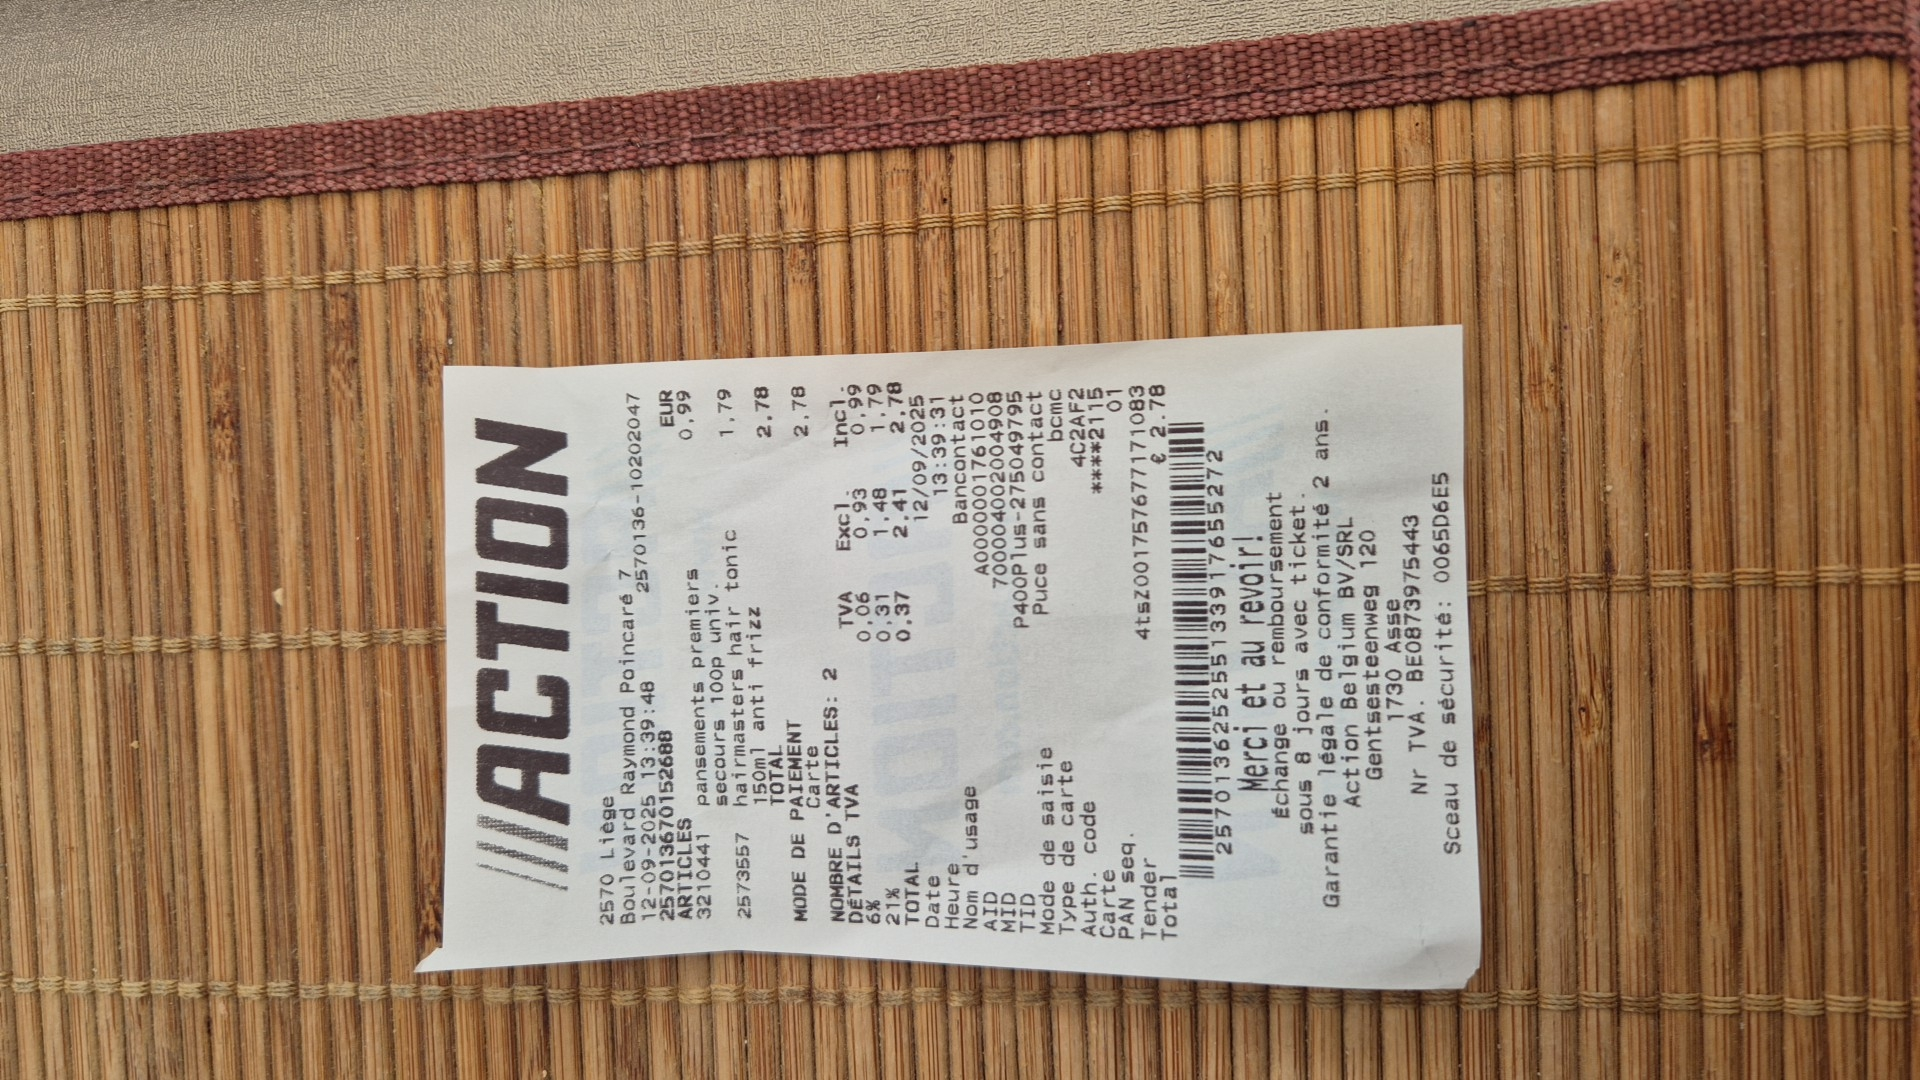 ACTION
2570 Liège
Boulevard Raymond Poincaré 7
12-09-2025 13:39:48 2570136-10202047
257013670152688
ARTICLES EUR
3210441 pansements premiers 0,99
secours 100p univ.
2573557 hairmasters hair tonic 1,79
150ml anti frizz
TOTAL 2,78
MODE DE PAIEMENT
Carte 2,78
NOMBRE D'ARTICLES: 2
DÉTAILS TVA TVA Excl. Incl.
6% 0,06 0,93 0,99
21% 0,31 1,48 1,79
TOTAL 0,37 2,41 2,78
Date 12/09/2025
Heure 13:39:31
Nom d'usage Bancontact
AID A0000001761010
MID 700004002004908
TID P400Plus-275049795
Mode de saisie Puce sans contact
Type de carte bcmc
Auth. code 4C2AF2
Carte ****2115
PAN seq. 01
Tender 4tsZ001757677171083
Total € 2.78
2570136252551339176552​72
Merci et au revoir!
Échange ou remboursement
sous 8 jours avec ticket.
Garantie légale de conformité 2 ans.
Action Belgium BV/SRL
Gentsesteenweg 120
1730 Asse
Nr TVA. BE0873975443
Sceau de sécurité: 0065D6E5